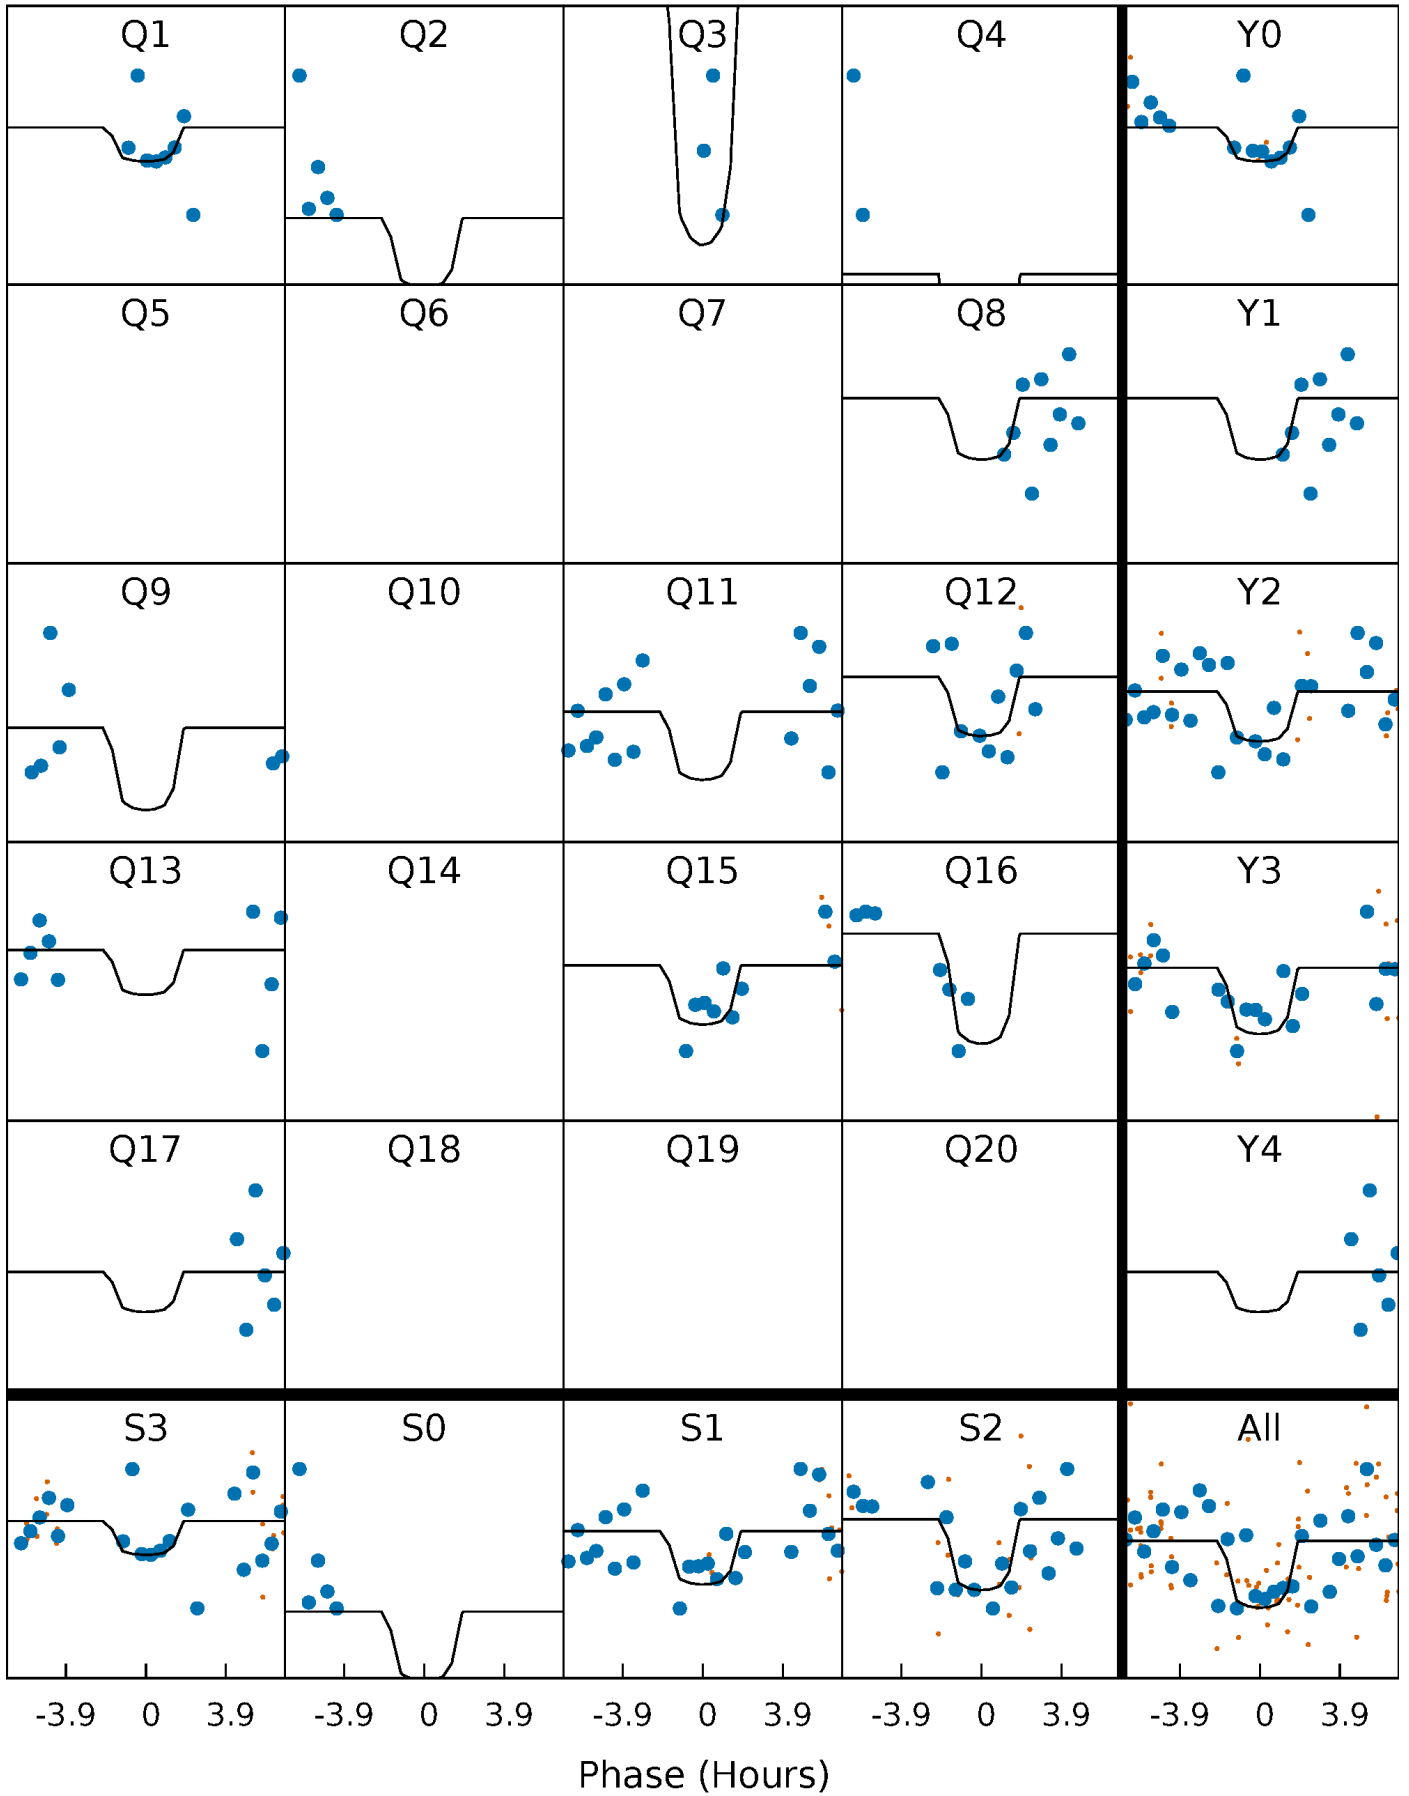 Q1 Q2 Q3 Q4 Y0
Q5 Q6 Q7 Q8 Y1
Q9 Q10 Q11 Q12 Y2
Q13 Q14 Q15 Q16 Y3
Q17 Q18 Q19 Q20 Y4
S3 S0 S1 S2 All
-3.9 0 3.9 -3.9 0 3.9 -3.9 0 3.9 -3.9 0 3.9 -3.9 0 3.9
Phase (Hours)